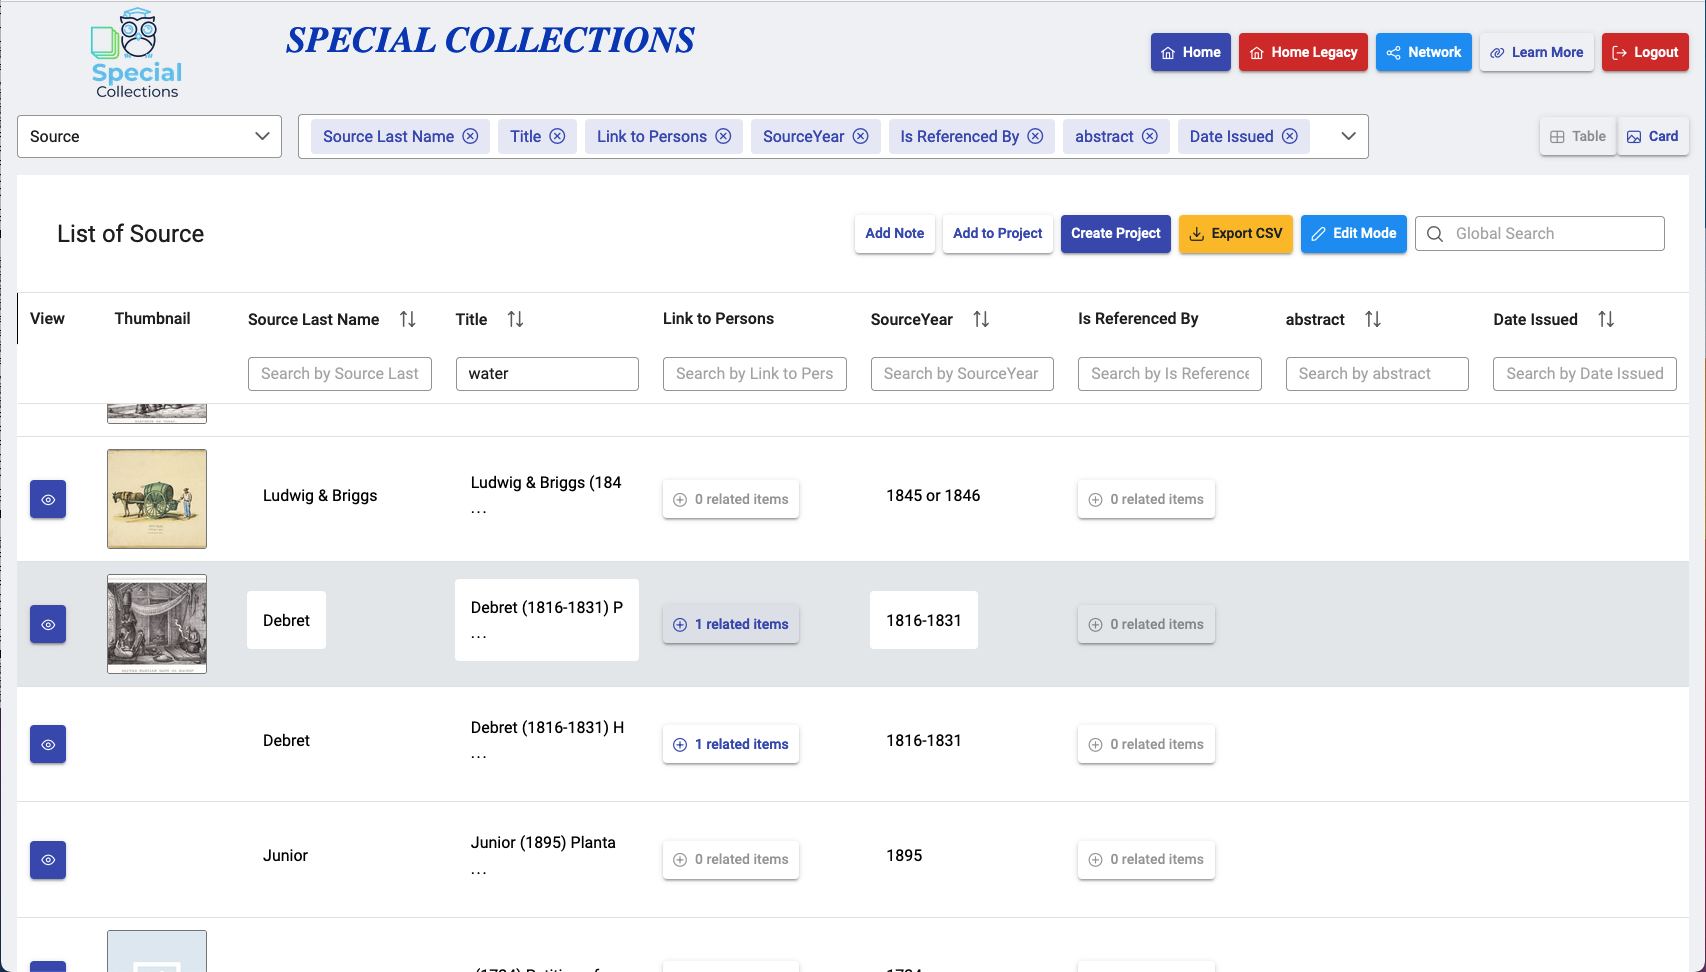 Special
Collections
SPECIAL COLLECTIONS
Home
Home Legacy
Network
Learn More
Logout
Source
Source Last Name
Title
Link to Persons
SourceYear
Is Referenced By
abstract
Date Issued
Table
Card
List of Source
Add Note
Add to Project
Create Project
Export CSV
Edit Mode
Global Search
View
Thumbnail
Source Last Name
Title
Link to Persons
SourceYear
Is Referenced By
abstract
Date Issued
Search by Source Last
water
Search by Link to Pers
Search by SourceYear
Search by Is Reference
Search by abstract
Search by Date Issued
Ludwig & Briggs
Ludwig & Briggs (184
...
0 related items
1845 or 1846
0 related items
Debret
Debret (1816-1831) P
...
1 related items
1816-1831
0 related items
Debret
Debret (1816-1831) H
...
1 related items
1816-1831
0 related items
Junior
Junior (1895) Planta
...
0 related items
1895
0 related items